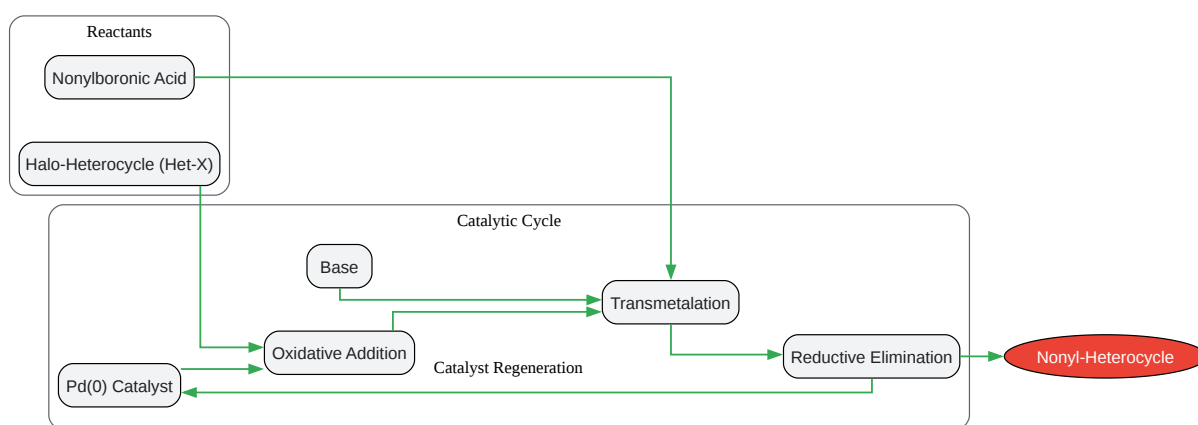 Reactants
Nonylboronic Acid
Halo-Heterocycle (Het-X)
Catalytic Cycle
Base
Transmetalation
Oxidative Addition
Reductive Elimination
Nonyl-Heterocycle
Catalyst Regeneration
Pd(0) Catalyst